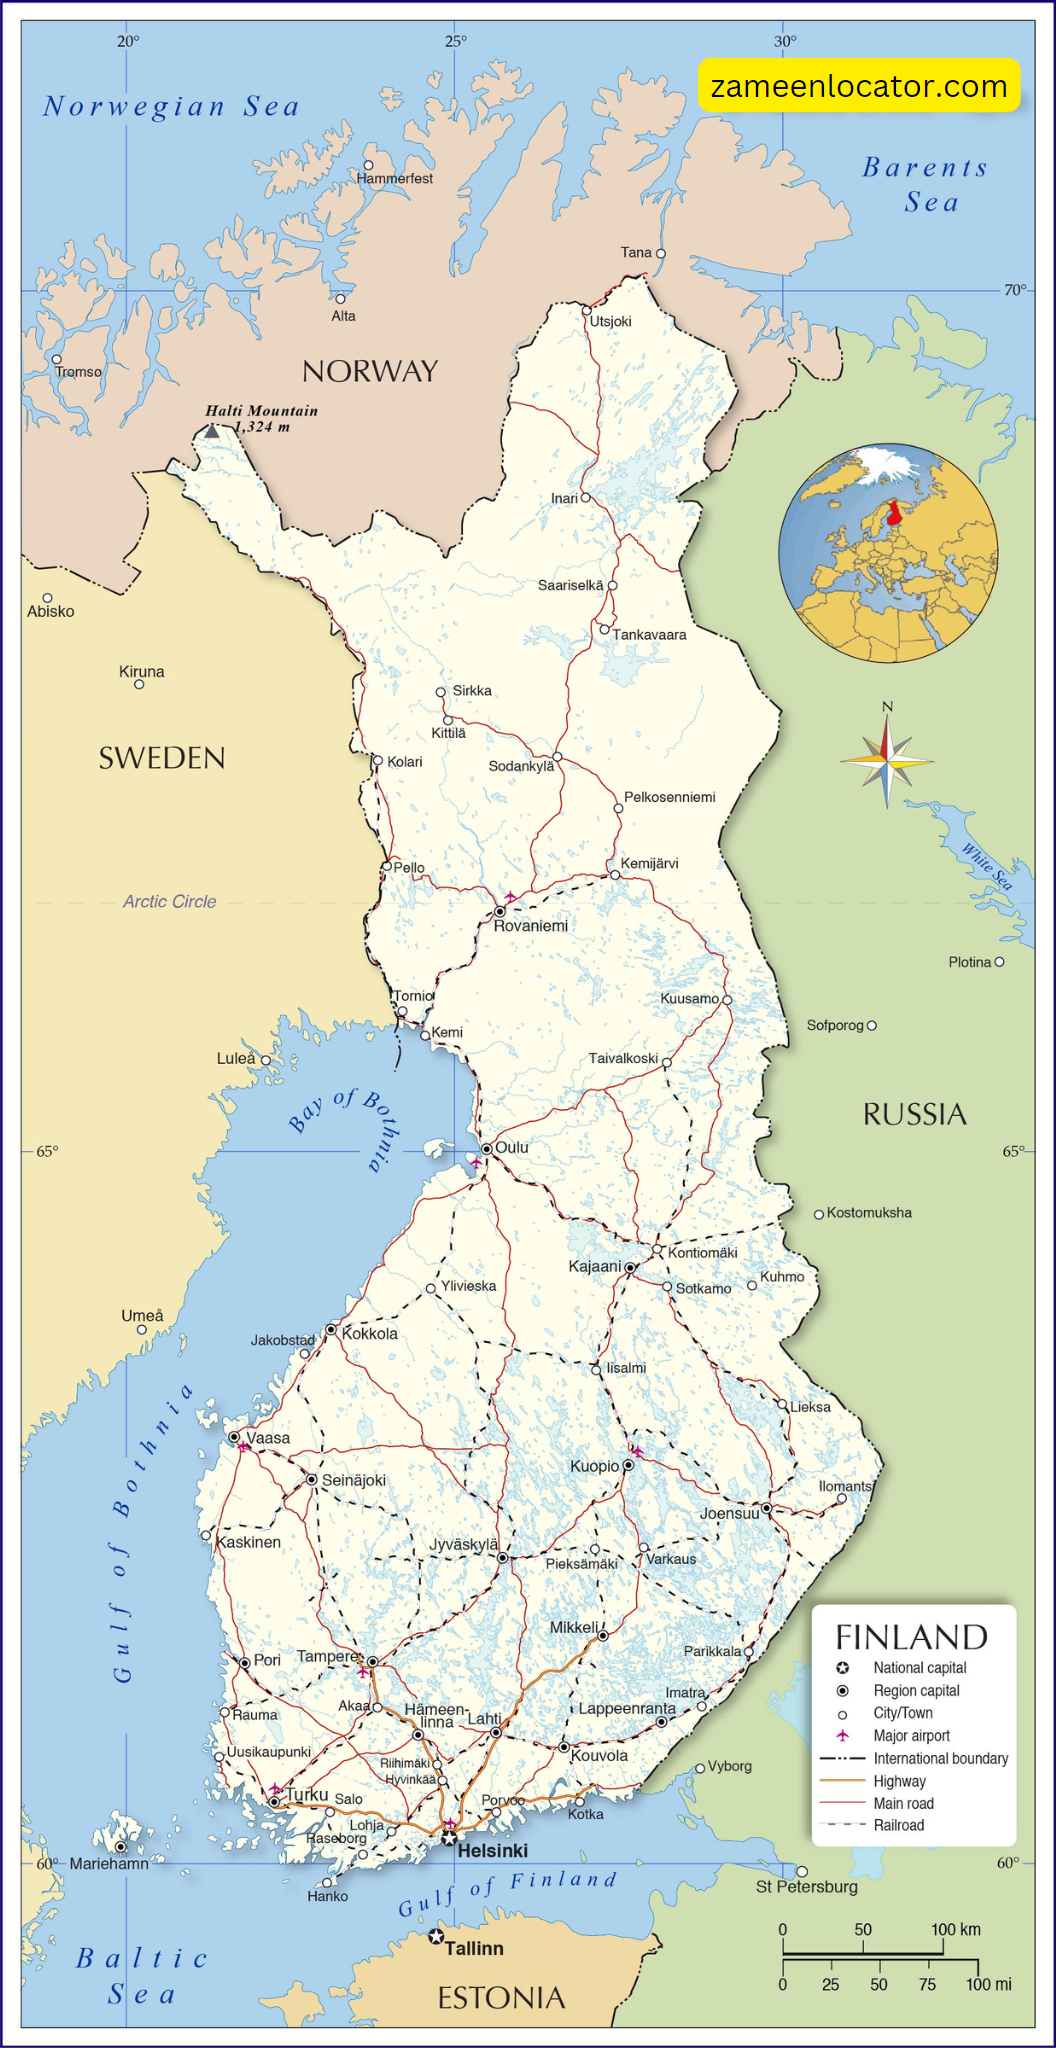 20°
25°
30°
zameenlocator.com
Norwegian Sea
Barents
Sea
Hammerfest
Tana
70°
Alta
Utsjoki
Tromsø
NORWAY
Halti Mountain
1,324 m
Inari
Saariselkä
Abisko
Tankavaara
Kiruna
Sirkka
Kittilä
N
SWEDEN
Kolari
Sodankylä
Pelkosenniemi
White Sea
Pello
Kemijärvi
Arctic Circle
Rovaniemi
Plotina
Tornio
Kuusamo
Sofporog
Kemi
Luleå
Taivalkoski
Bay of Bothnia
RUSSIA
65°
Oulu
65°
Kostomuksha
Kontiomäki
Kajaani
Kuhmo
Ylivieska
Sotkamo
Umeå
Kokkola
Jakobstad
Iisalmi
Gulf of Bothnia
Lieksa
Vaasa
Kuopio
Seinäjoki
Ilomants
Joensuu
Kaskinen
Jyväskylä
Pieksämäki
Varkaus
Mikkeli
FINLAND
Parikkala
Tampere
Pori
National capital
Region capital
Imatra
Akaa
Hämeen-
linna
Lahti
Lappeenranta
City/Town
Rauma
Major airport
Uusikaupunki
Kouvola
International boundary
Riihimäki
Vyborg
Hyvinkää
Highway
Turku
Salo
Porvoo
Kotka
Main road
Lohja
Raseborg
Railroad
Helsinki
Mariehamn
60°
60°
St Petersburg
Hanko
Gulf of Finland
Tallinn
0 50 100 km
0 25 50 75 100 mi
Baltic
Sea
ESTONIA